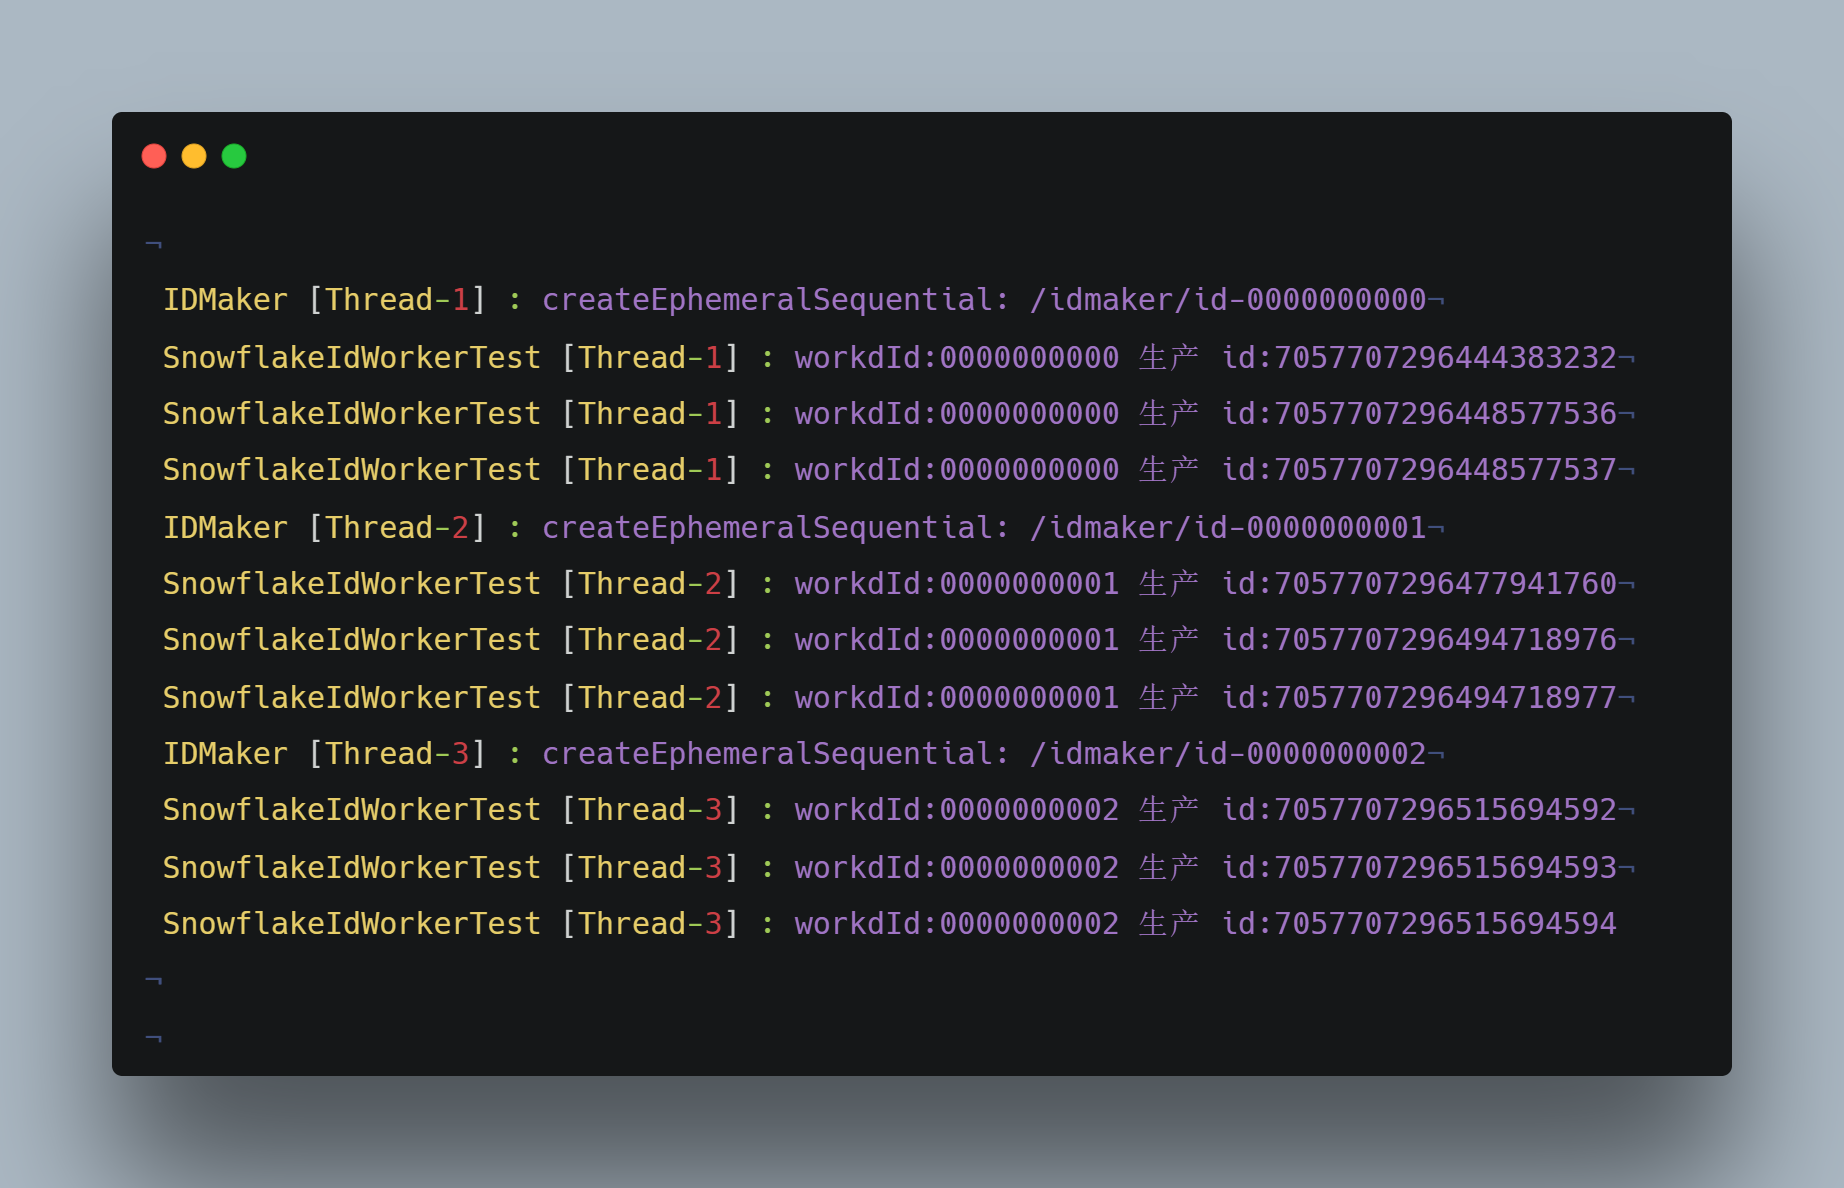 ¬
IDMaker [Thread-1] : createEphemeralSequential: /idmaker/id-0000000000¬
SnowflakeIdWorkerTest [Thread-1] : workdId:0000000000 生产 id:7057707296444383232¬
SnowflakeIdWorkerTest [Thread-1] : workdId:0000000000 生产 id:7057707296448577536¬
SnowflakeIdWorkerTest [Thread-1] : workdId:0000000000 生产 id:7057707296448577537¬
IDMaker [Thread-2] : createEphemeralSequential: /idmaker/id-0000000001¬
SnowflakeIdWorkerTest [Thread-2] : workdId:0000000001 生产 id:7057707296477941760¬
SnowflakeIdWorkerTest [Thread-2] : workdId:0000000001 生产 id:7057707296494718976¬
SnowflakeIdWorkerTest [Thread-2] : workdId:0000000001 生产 id:7057707296494718977¬
IDMaker [Thread-3] : createEphemeralSequential: /idmaker/id-0000000002¬
SnowflakeIdWorkerTest [Thread-3] : workdId:0000000002 生产 id:7057707296515694592¬
SnowflakeIdWorkerTest [Thread-3] : workdId:0000000002 生产 id:7057707296515694593¬
SnowflakeIdWorkerTest [Thread-3] : workdId:0000000002 生产 id:7057707296515694594
¬
¬